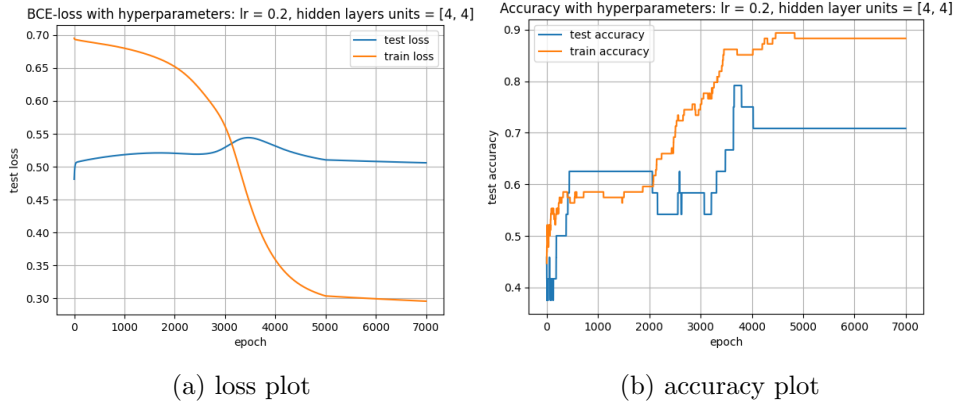 BCE-loss with hyperparameters: lr = 0.2, hidden layers units = [4, 4]
test loss
train loss
test loss
0.70
0.65
0.60
0.55
0.50
0.45
0.40
0.35
0.30
0 1000 2000 3000 4000 5000 6000 7000
epoch
(a) loss plot
Accuracy with hyperparameters: lr = 0.2, hidden layer units = [4, 4]
test accuracy
train accuracy
test accuracy
0.9
0.8
0.7
0.6
0.5
0.4
0 1000 2000 3000 4000 5000 6000 7000
epoch
(b) accuracy plot